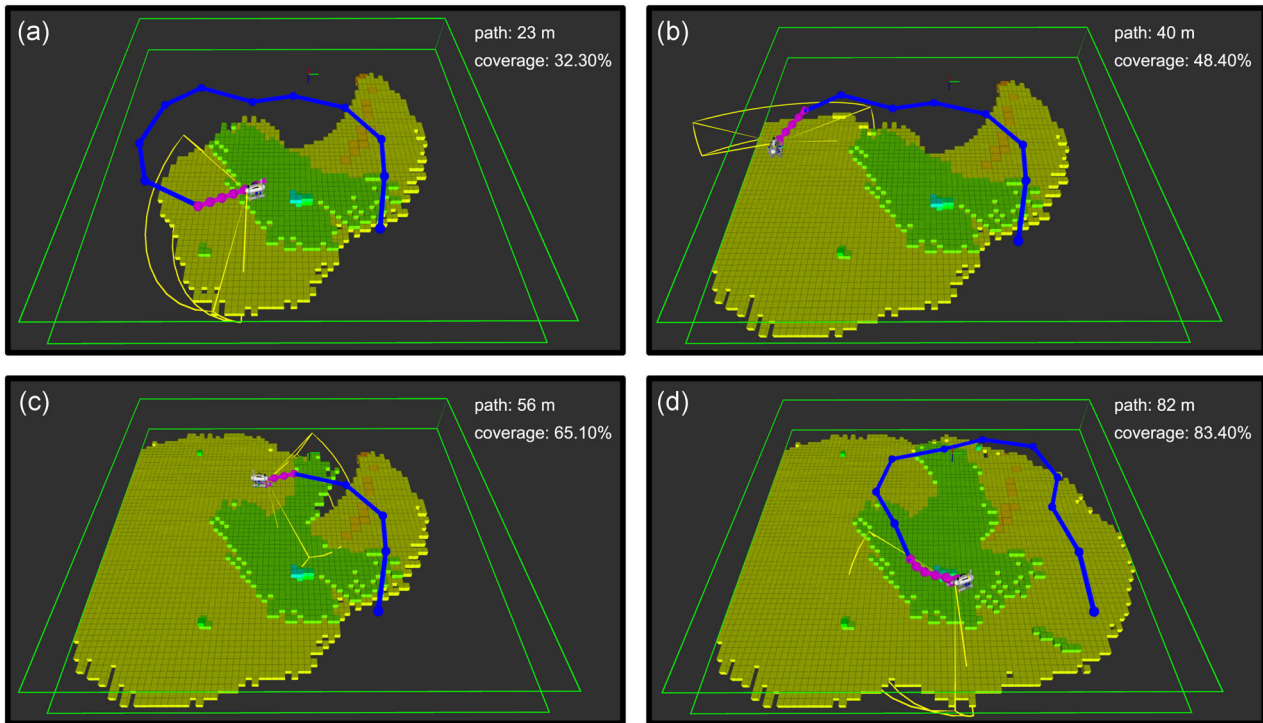 (a)
path: 23 m
coverage: 32.30%
(b)
path: 40 m
coverage: 48.40%
(c)
path: 56 m
coverage: 65.10%
(d)
path: 82 m
coverage: 83.40%